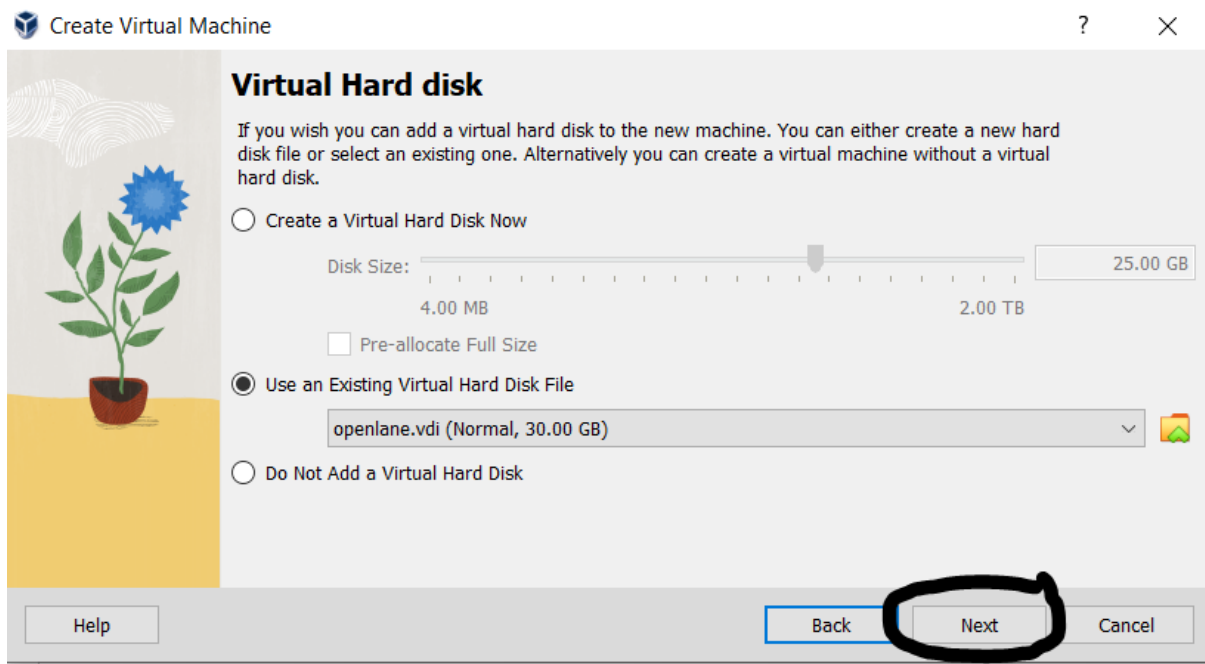 Create Virtual Machine ?
Virtual Hard disk
If you wish you can add a virtual hard disk to the new machine. You can either create a new hard
disk file or select an existing one. Alternatively you can create a virtual machine without a virtual
hard disk.
Create a Virtual Hard Disk Now
Disk Size: 25.00 GB
4.00 MB 2.00 TB
Pre-allocate Full Size
Use an Existing Virtual Hard Disk File
openlane.vdi (Normal, 30.00 GB)
Do Not Add a Virtual Hard Disk
Help Back Next Cancel